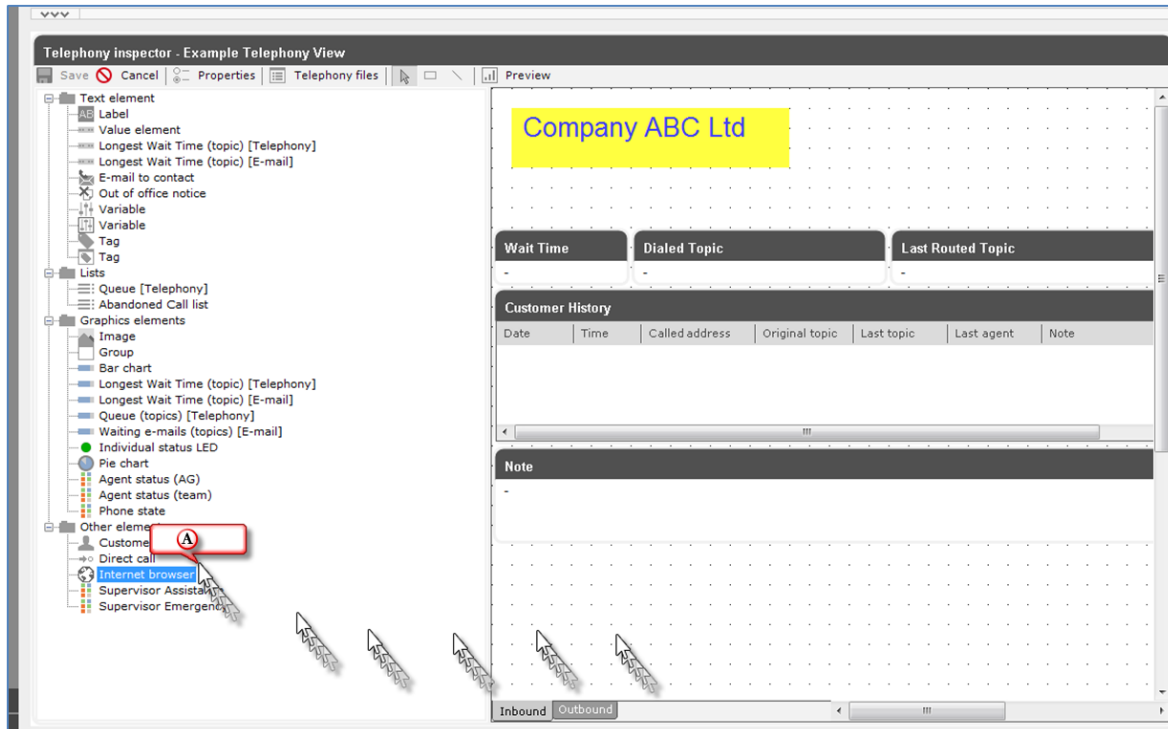 Telephony inspector - Example Telephony View
Save Cancel Properties Telephony files Preview
Text element
AB Label
Value element
Longest Wait Time (topic) [Telephony]
Longest Wait Time (topic) [E-mail]
E-mail to contact
Out of office notice
Variable
Variable
Tag
Tag
Lists
Queue [Telephony]
Abandoned Call list
Graphics elements
Image
Group
Bar chart
Longest Wait Time (topic) [Telephony]
Longest Wait Time (topic) [E-mail]
Queue (topics) [Telephony]
Waiting e-mails (topics) [E-mail]
Individual status LED
Pie chart
Agent status (AG)
Agent status (team)
Phone state
Other
A
Direct call
Internet browser
Supervisor
Supervisor
Company ABC Ltd
Wait Time Dialed Topic Last Routed Topic
- - -
Customer History
Date Time Called address Original topic Last topic Last agent Note
Note
-
Inbound Outbound